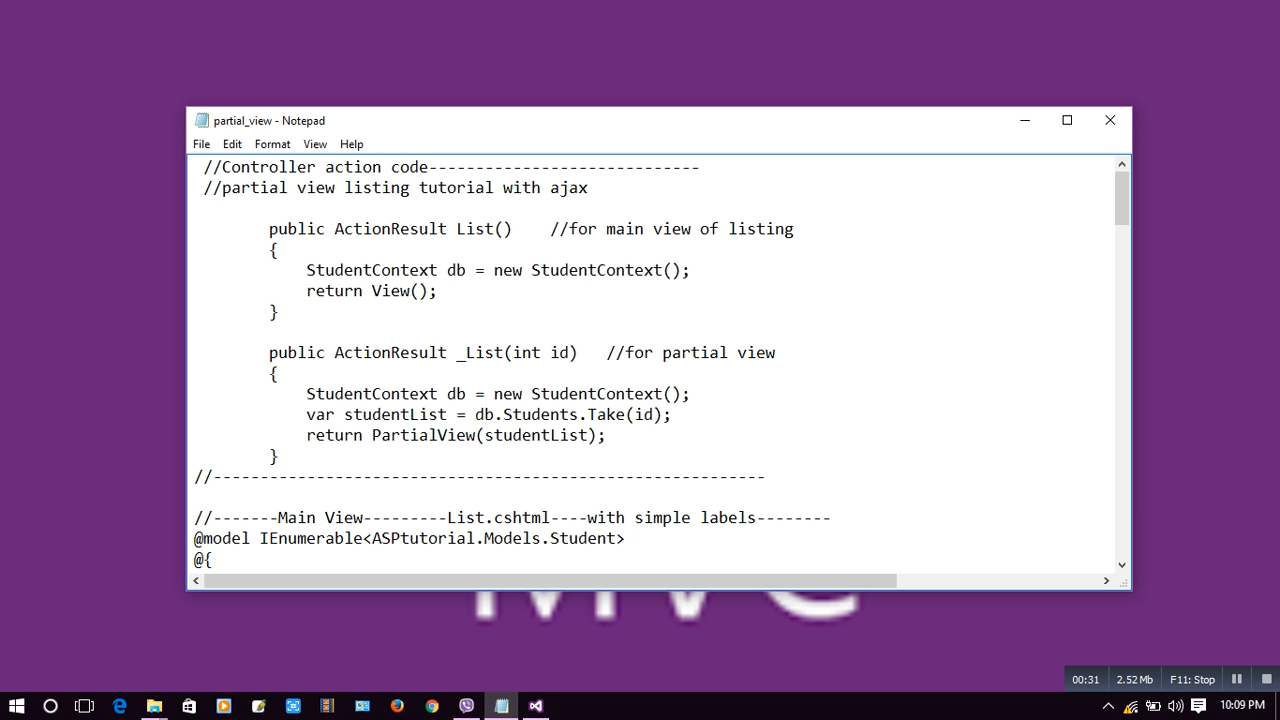 partial_view - Notepad
File Edit Format View Help
//Controller action code-----------------------------
//partial view listing tutorial with ajax
public ActionResult List()    //for main view of listing
{
StudentContext db = new StudentContext();
return View();
}
public ActionResult _List(int id)   //for partial view
{
StudentContext db = new StudentContext();
var studentList = db.Students.Take(id);
return PartialView(studentList);
}
//-----------------------------------------------------------
//-------Main View---------List.cshtml----with simple labels--------
@model IEnumerable<ASPtutorial.Models.Student>
@{
MVC
00:31 2.52 Mb F11: Stop
10:09 PM